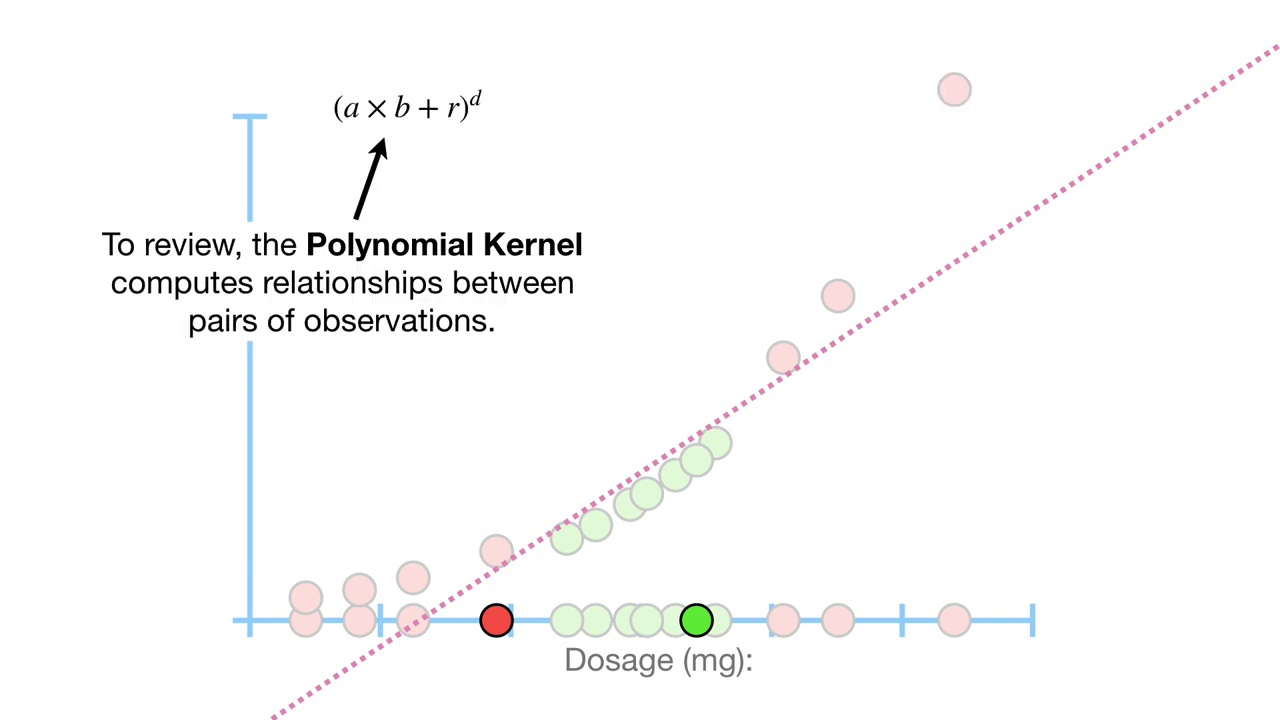 (a × b + r)^d
To review, the Polynomial Kernel
computes relationships between
pairs of observations.
Dosage (mg):